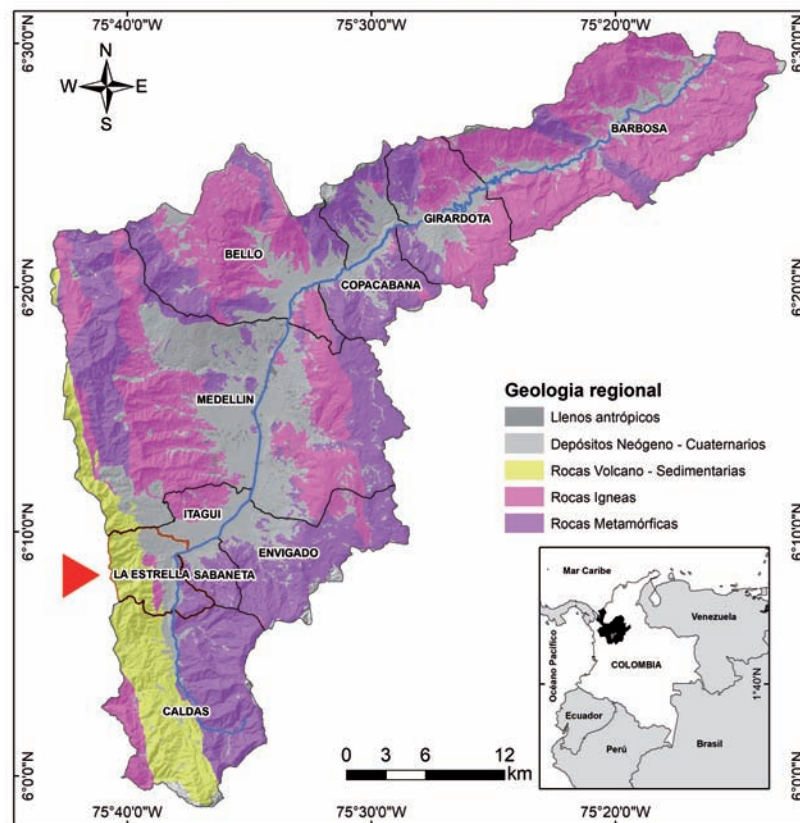 75°40'0"W 75°30'0"W 75°20'0"W
6°30'0"N 6°30'0"N
N
W E
S
BARBOSA
GIRARDOTA
BELLO
COPACABANA
6°20'0"N 6°20'0"N
MEDELLIN
Geologia regional
Llenos antrópicos
Depósitos Neógeno - Cuaternarios
Rocas Volcano - Sedimentarias
Rocas Igneas
Rocas Metamórficas
ITAGUI
6°10'0"N 6°10'0"N
ENVIGADO
LA ESTRELLA SABANETA
Mar Caribe
Venezuela
Océano Pacifico
COLOMBIA
1°40'N
Ecuador
Perú
Brasil
CALDAS
0 3 6 12
km
6°0'0"N
75°40'0"W 75°30'0"W 75°20'0"W